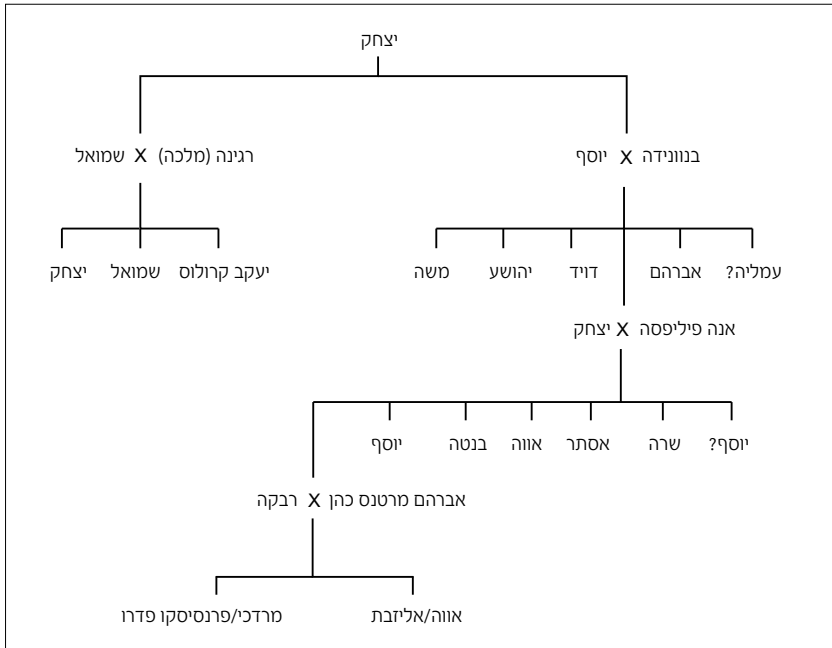 יצחק
בנוונידה X יוסף
רגינה (מלכה) X שמואל
עמליה?
אברהם
דויד
יהושע
משה
יעקב קרולוס
שמואל
יצחק
אנה פיליפסה X יצחק
יוסף?
שרה
אסתר
אווה
בנטה
יוסף
אברהם מרטנס כהן X רבקה
אווה/אליזבת
מרדכי/פרנסיסקו פדרו